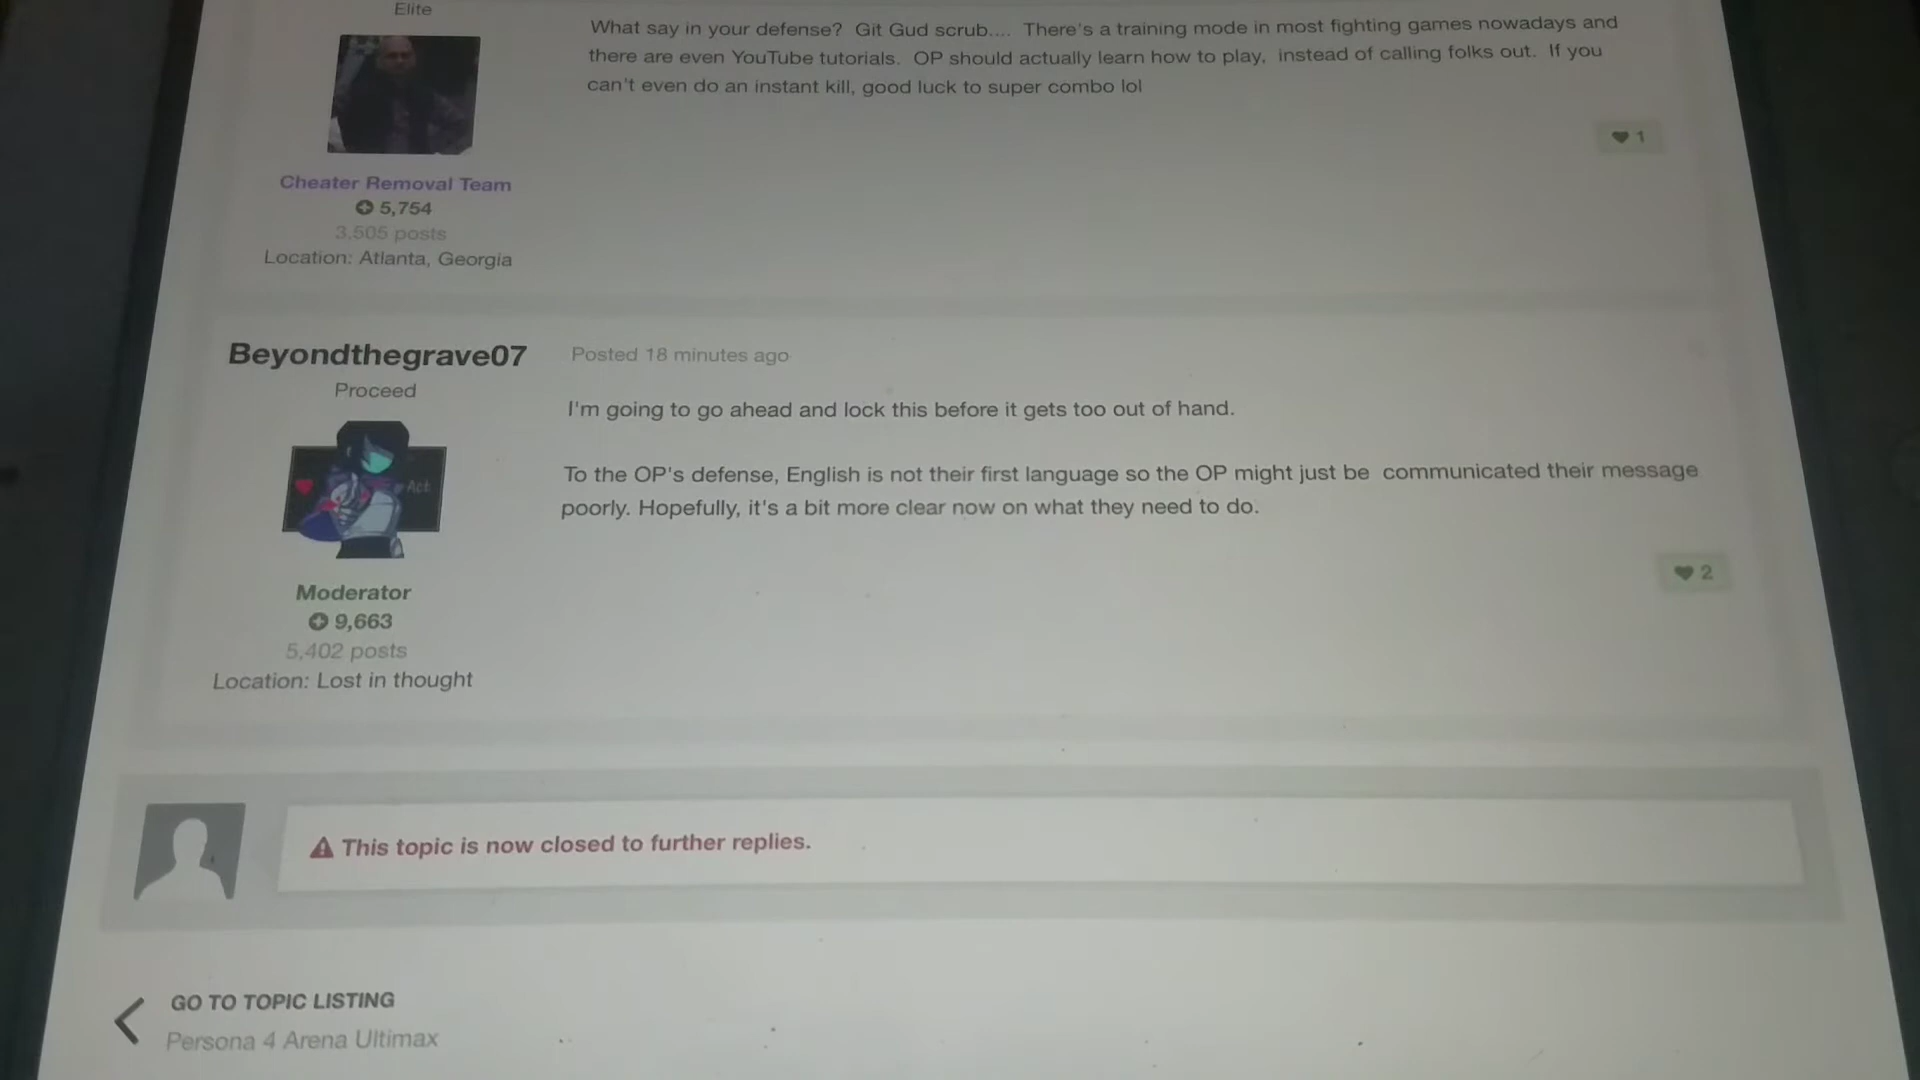 Elite
What say in your defense? Git Gud scrub.... There's a training mode in most fighting games nowadays and
there are even YouTube tutorials. OP should actually learn how to play, instead of calling folks out. If you
can't even do an instant kill, good luck to super combo lol
1
Cheater Removal Team
5,754
3,505 posts
Location: Atlanta, Georgia
Beyondthegrave07
Posted 18 minutes ago
Proceed
I'm going to go ahead and lock this before it gets too out of hand.
To the OP's defense, English is not their first language so the OP might just be communicated their message
poorly. Hopefully, it's a bit more clear now on what they need to do.
Act
2
Moderator
9,663
5,402 posts
Location: Lost in thought
This topic is now closed to further replies.
GO TO TOPIC LISTING
Persona 4 Arena Ultimax